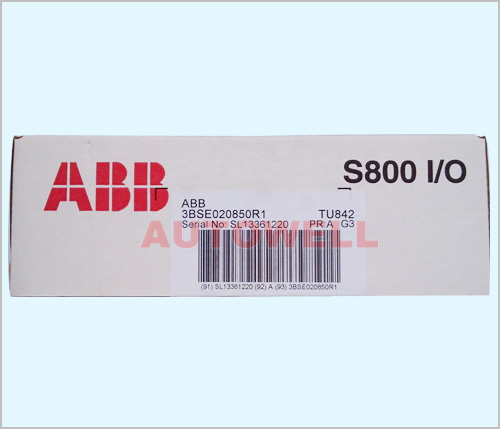 ABB
S800 I/O
ABB
3BSE020850R1 TU842
Serial No: SL13361220 PR:A G3
AUTOWELL
(91) SL13361220 (92) A (93) 3BSE020850R1